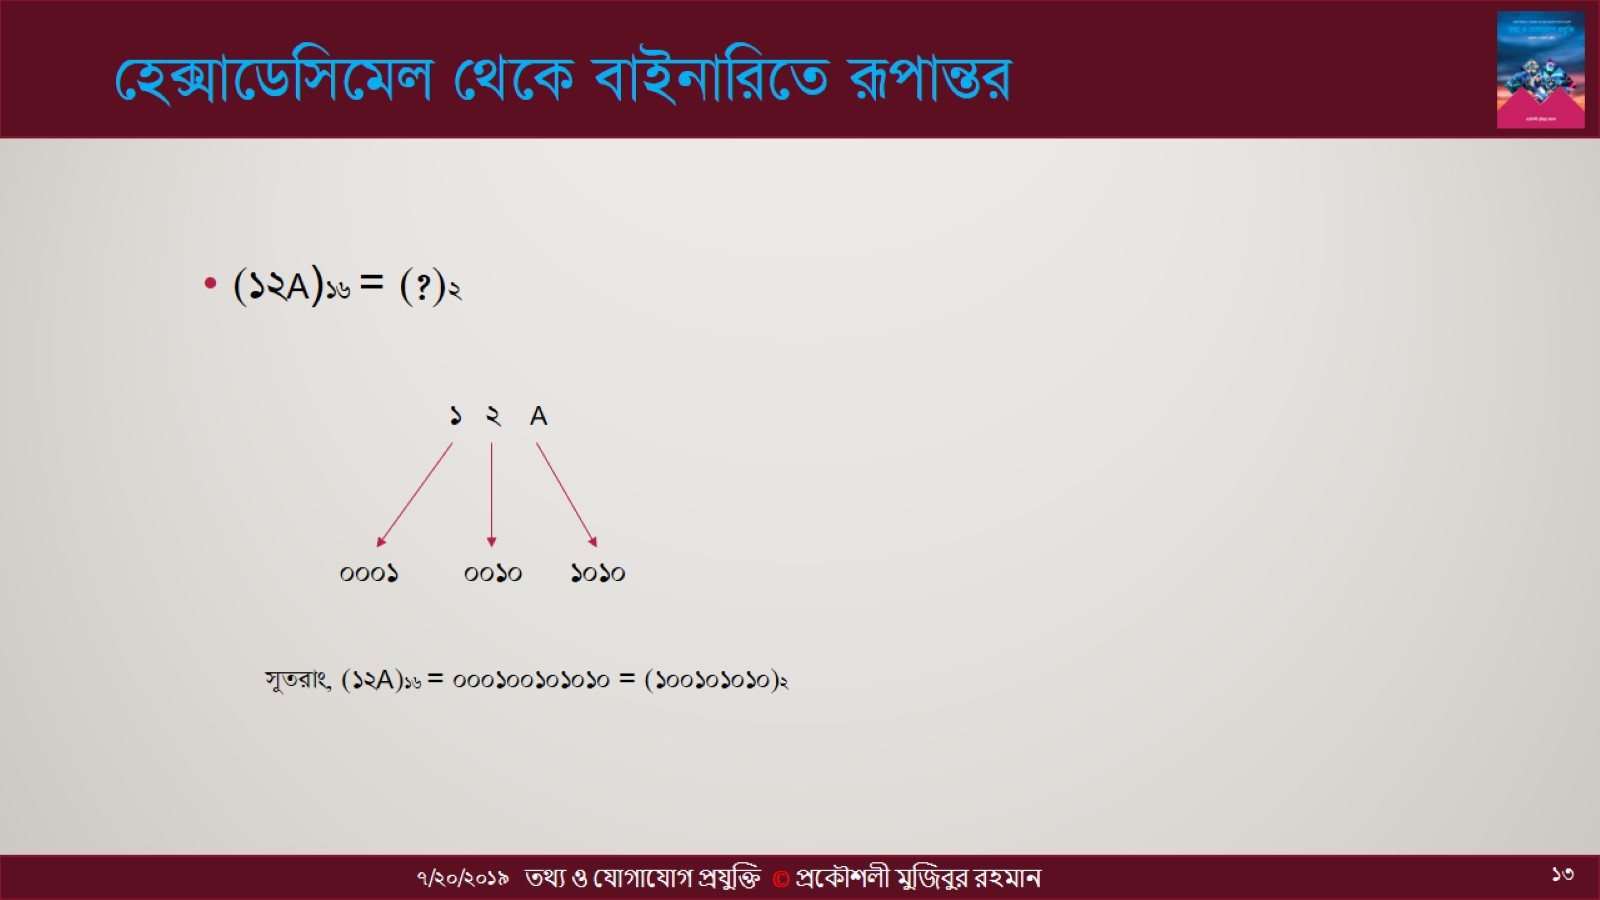 হেক্সাডেসিমেল থেকে বাইনারিতে রূপান্তর
• (১২A)১৬ = (?)২
১ ২ A
০০০১ ০০১০ ১০১০
সুতরাং, (১২A)১৬ = ০০০১০০১০১০১০ = (১০০১০১০১০)২
৭/২০/২০১৯ তথ্য ও যোগাযোগ প্রযুক্তি © প্রকৌশলী মুজিবুর রহমান ১৩